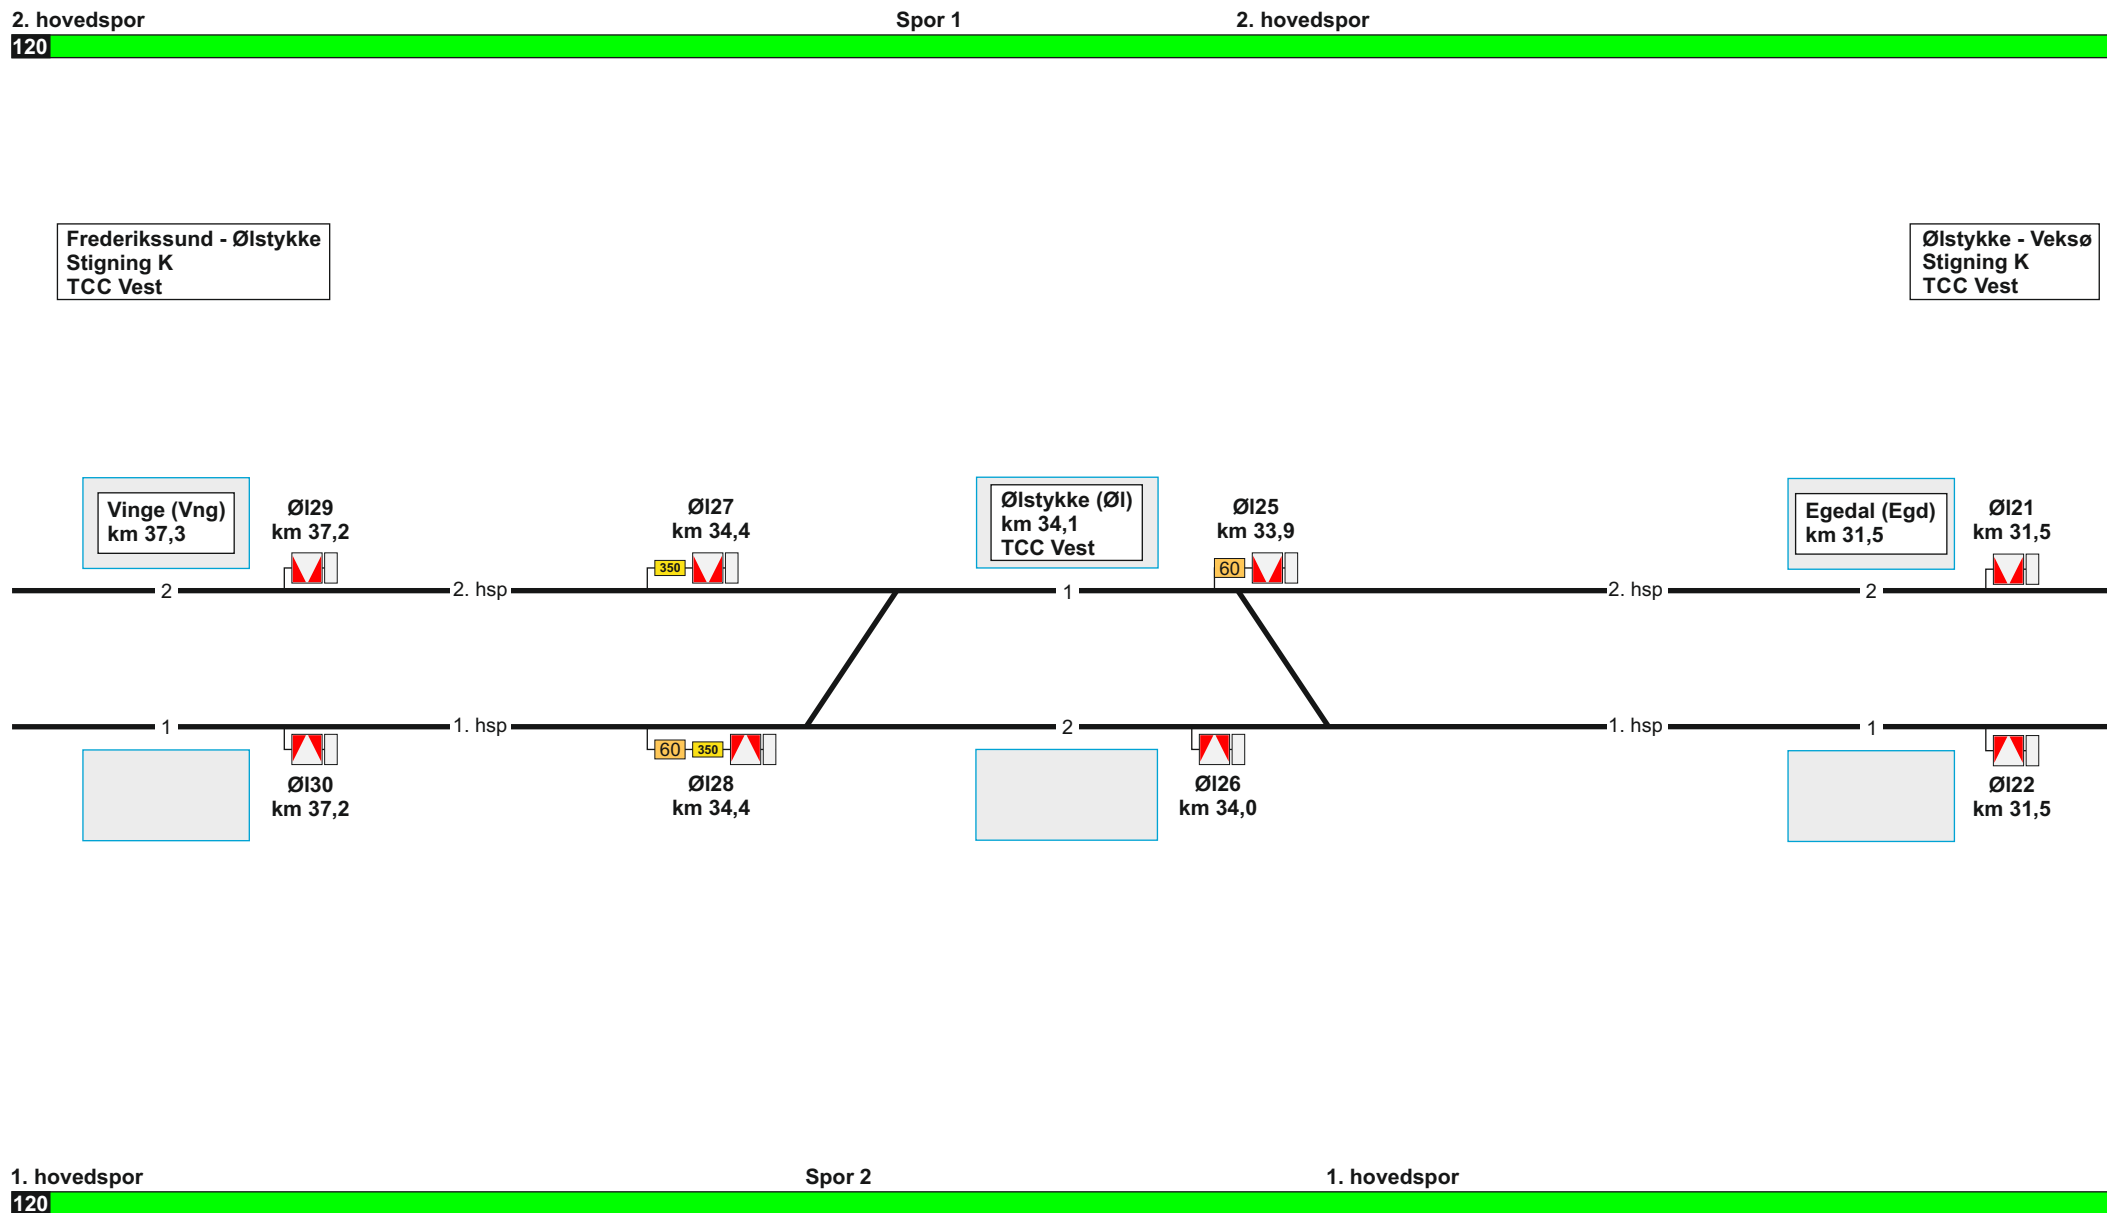 2. hovedspor
Spor 1
2. hovedspor
120
Frederikssund - Ølstykke
Stigning K
TCC Vest
Ølstykke - Veksø
Stigning K
TCC Vest
Vinge (Vng)
km 37,3
Øl29
km 37,2
Øl27
km 34,4
Ølstykke (Øl)
km 34,1
TCC Vest
Øl25
km 33,9
Egedal (Egd)
km 31,5
Øl21
km 31,5
350
60
2
2. hsp
1
2. hsp
2
1
1. hsp
2
1. hsp
1
60
350
Øl30
km 37,2
Øl28
km 34,4
Øl26
km 34,0
Øl22
km 31,5
1. hovedspor
Spor 2
1. hovedspor
120